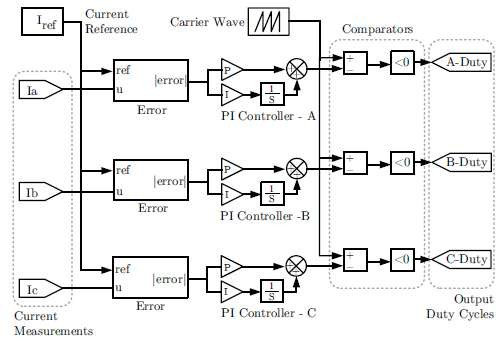 I_ref
Current
Reference
Carrier Wave
Comparators
ref
u
|error|
Error
Ia
P
I
1/S
PI Controller - A
+
−
<0
A-Duty
ref
u
|error|
Error
Ib
P
I
1/S
PI Controller -B
+
−
<0
B-Duty
ref
u
|error|
Error
Ic
P
I
1/S
PI Controller - C
+
−
<0
C-Duty
Current
Measurements
Output
Duty Cycles